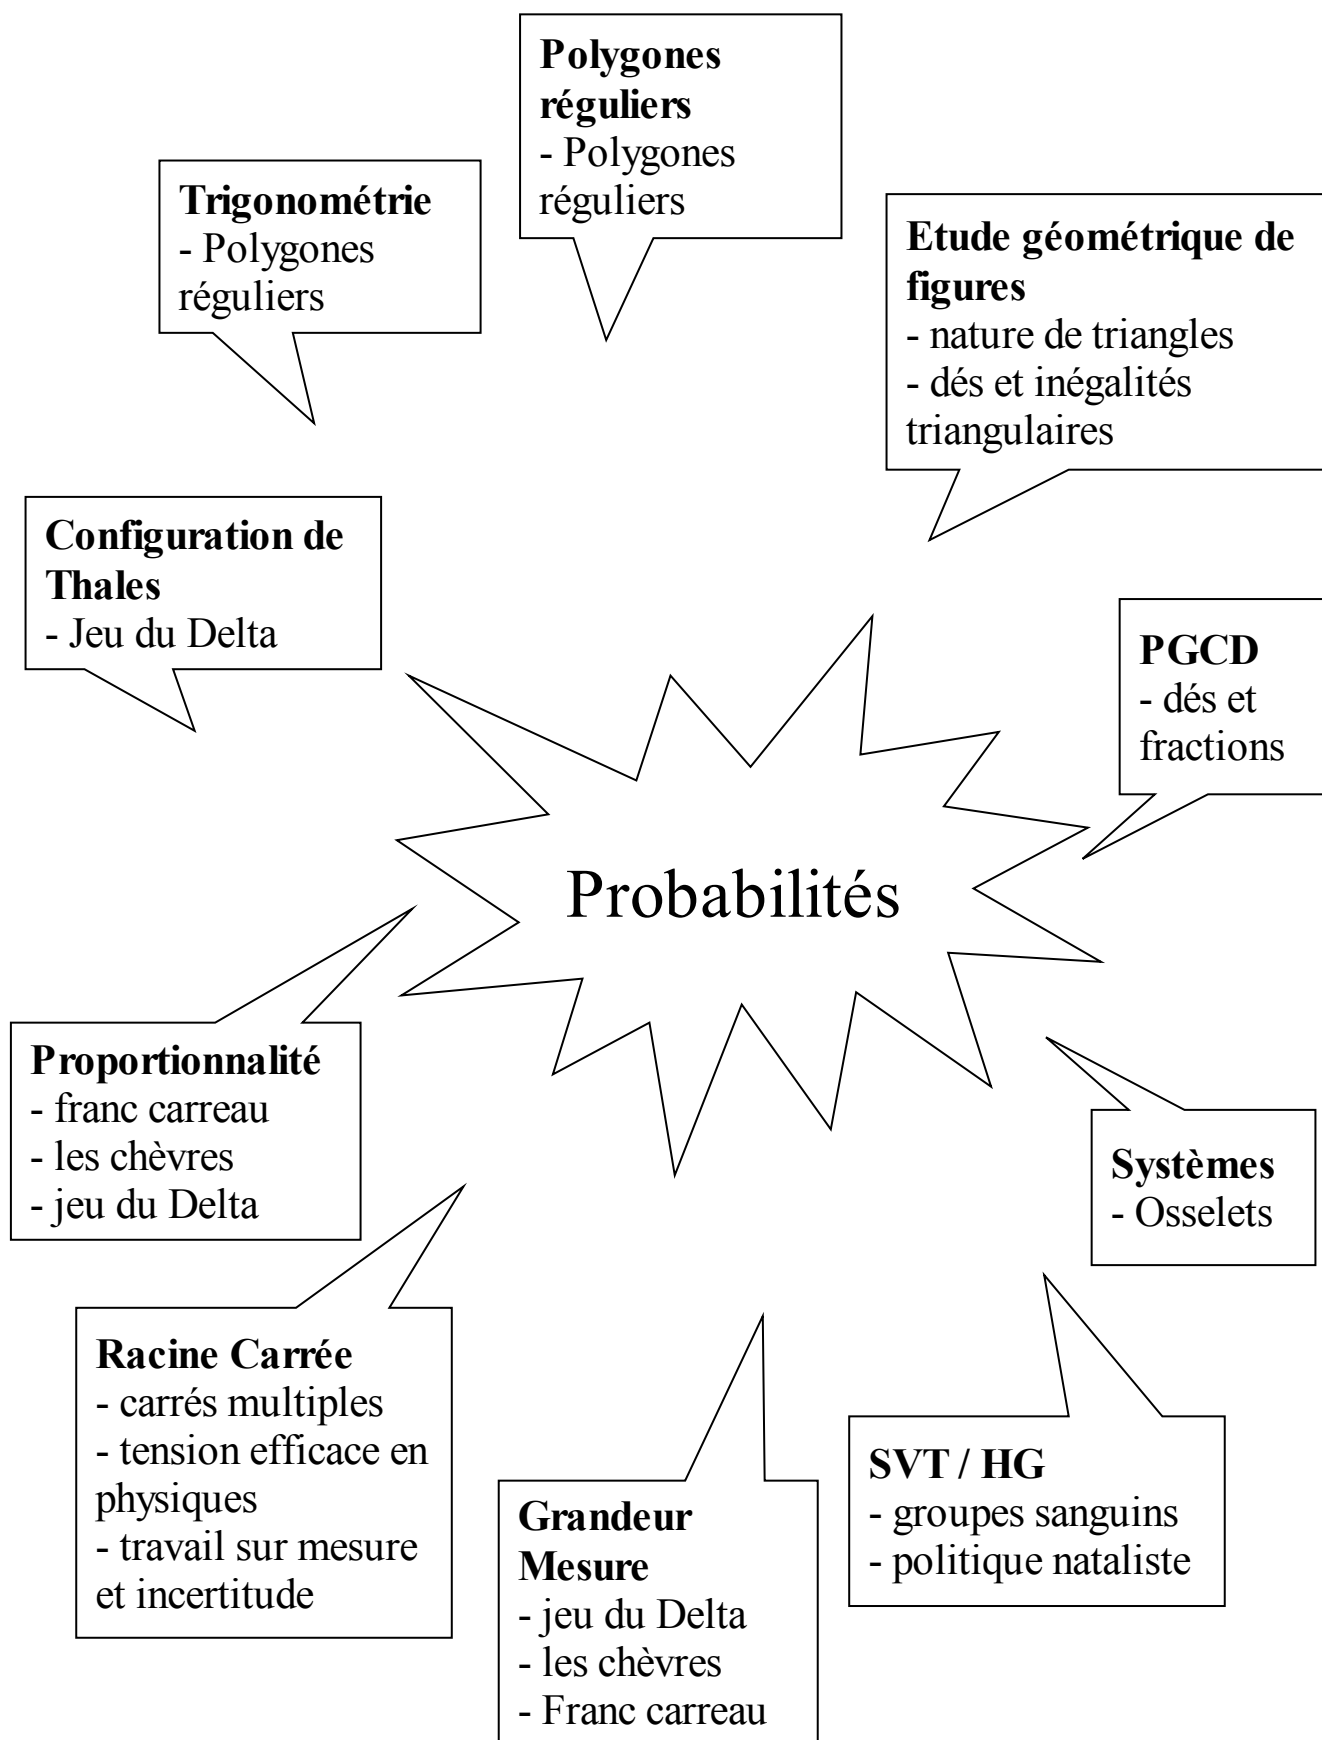 Polygones
réguliers
- Polygones
réguliers
Trigonométrie
- Polygones
réguliers
Etude géométrique de
figures
- nature de triangles
- dés et inégalités
triangulaires
Configuration de
Thales
- Jeu du Delta
PGCD
- dés et
fractions
Probabilités
Proportionnalité
- franc carreau
- les chèvres
- jeu du Delta
Systèmes
- Osselets
Racine Carrée
- carrés multiples
- tension efficace en
physiques
- travail sur mesure
et incertitude
Grandeur
Mesure
- jeu du Delta
- les chèvres
- Franc carreau
SVT / HG
- groupes sanguins
- politique nataliste